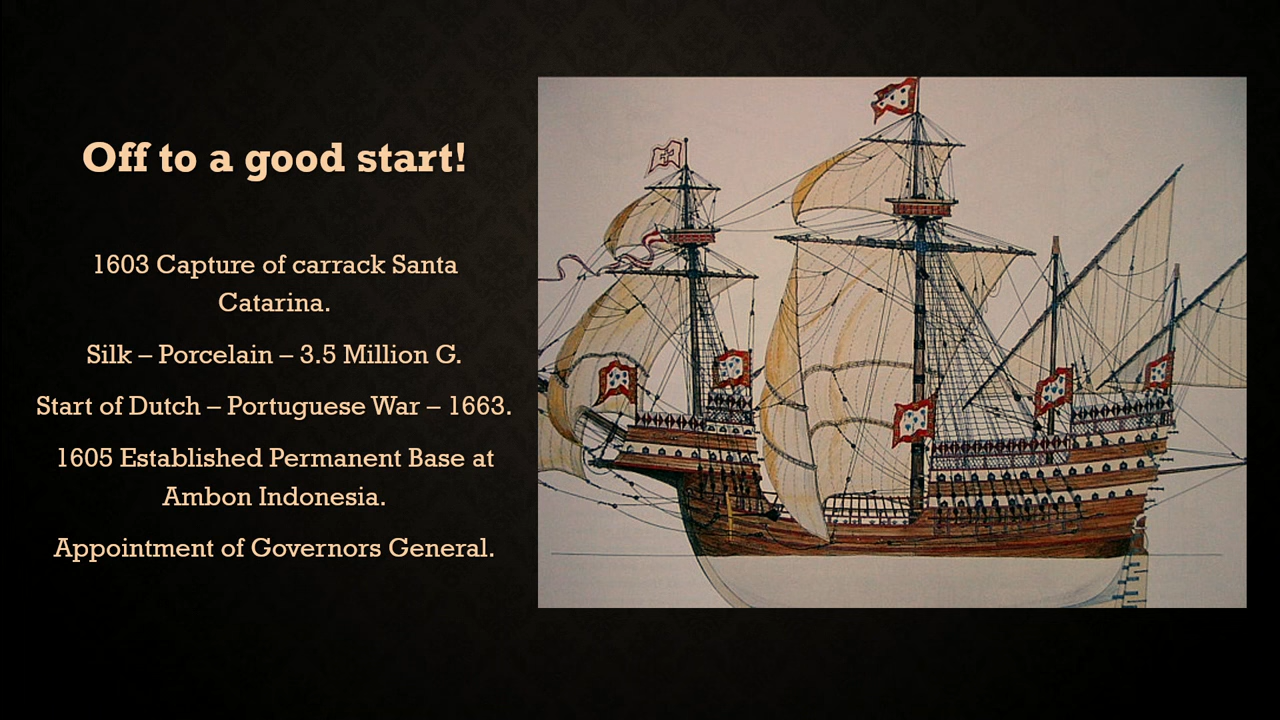 Off to a good start!
1603 Capture of carrack Santa
Catarina.
Silk – Porcelain – 3.5 Million G.
Start of Dutch – Portuguese War – 1663.
1605 Established Permanent Base at
Ambon Indonesia.
Appointment of Governors General.